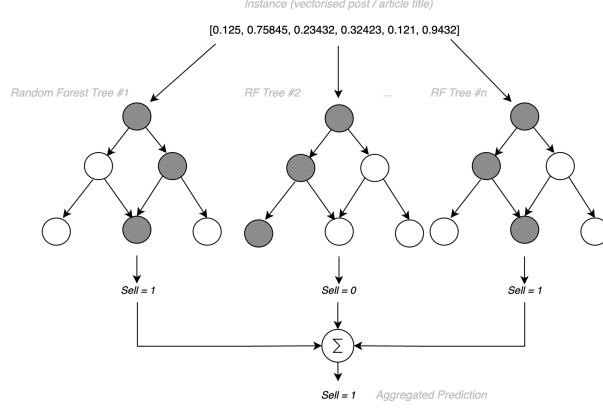 Instance (vectorised post / article title)
[0.125, 0.75845, 0.23432, 0.32423, 0.121, 0.9432]
Random Forest Tree #1
RF Tree #2
...
RF Tree #n
Sell = 1
Sell = 0
Sell = 1
Σ
Sell = 1
Aggregated Prediction